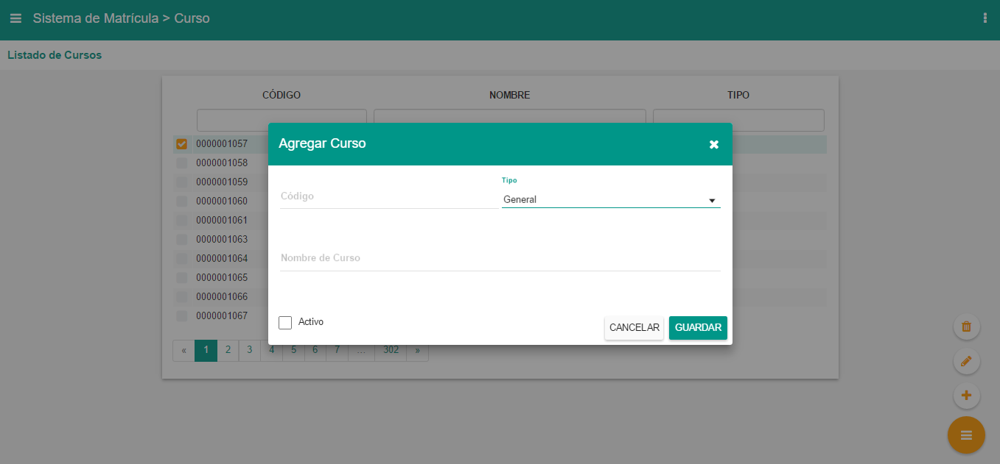 Sistema de Matrícula > Curso
Listado de Cursos
CÓDIGO NOMBRE TIPO
Agregar Curso
0000001057
0000001058
0000001059
0000001060
0000001061
0000001063
0000001064
0000001065
0000001066
0000001067
Tipo
Código General
Nombre de Curso
Activo CANCELAR GUARDAR
« 1 2 3 4 5 6 7 ... 302 »